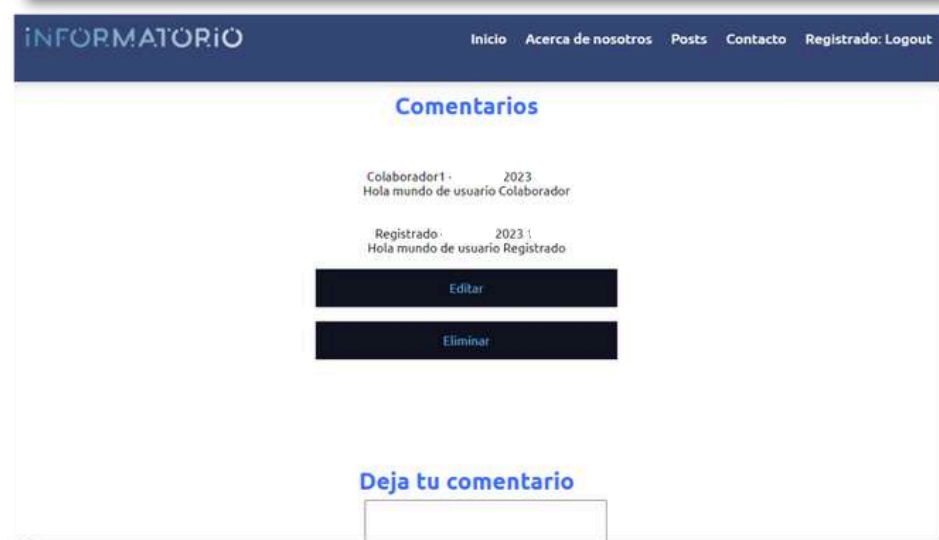 INFORMATORIO
Inicio Acerca de nosotros Posts Contacto Registrado: Logout
Comentarios
Colaborador1 - 2023
Hola mundo de usuario Colaborador
Registrado - 2023
Hola mundo de usuario Registrado
Editar
Eliminar
Deja tu comentario